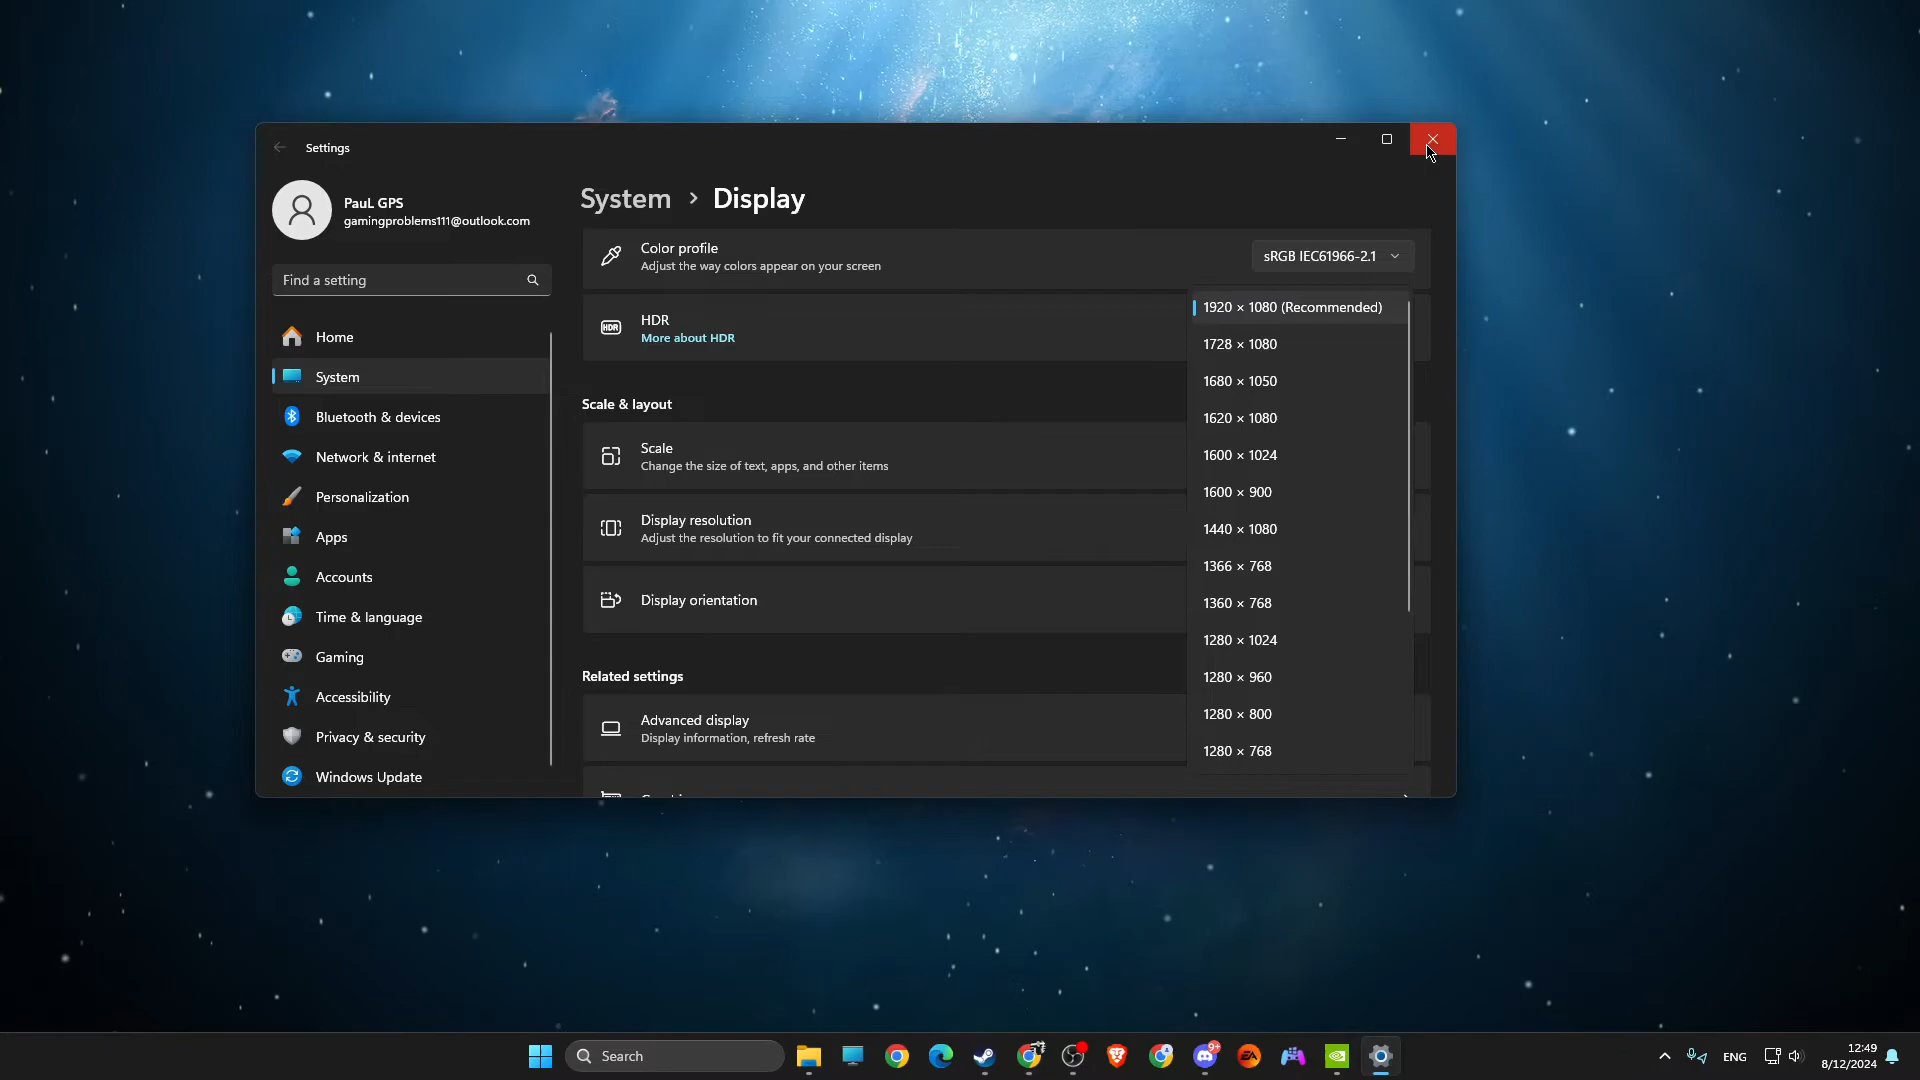 Settings
PauL GPS
gamingproblems111@outlook.com
Find a setting
Home
System
Bluetooth & devices
Network & internet
Personalization
Apps
Accounts
Time & language
Gaming
Accessibility
Privacy & security
Windows Update
System > Display
Color profile
Adjust the way colors appear on your screen
sRGB IEC61966-2.1
HDR
HDR
More about HDR
Scale & layout
Scale
Change the size of text, apps, and other items
Display resolution
Adjust the resolution to fit your connected display
Display orientation
Related settings
Advanced display
Display information, refresh rate
1920 × 1080 (Recommended)
1728 × 1080
1680 × 1050
1620 × 1080
1600 × 1024
1600 × 900
1440 × 1080
1366 × 768
1360 × 768
1280 × 1024
1280 × 960
1280 × 800
1280 × 768
Search
9+
EA
ENG
12:49
8/12/2024